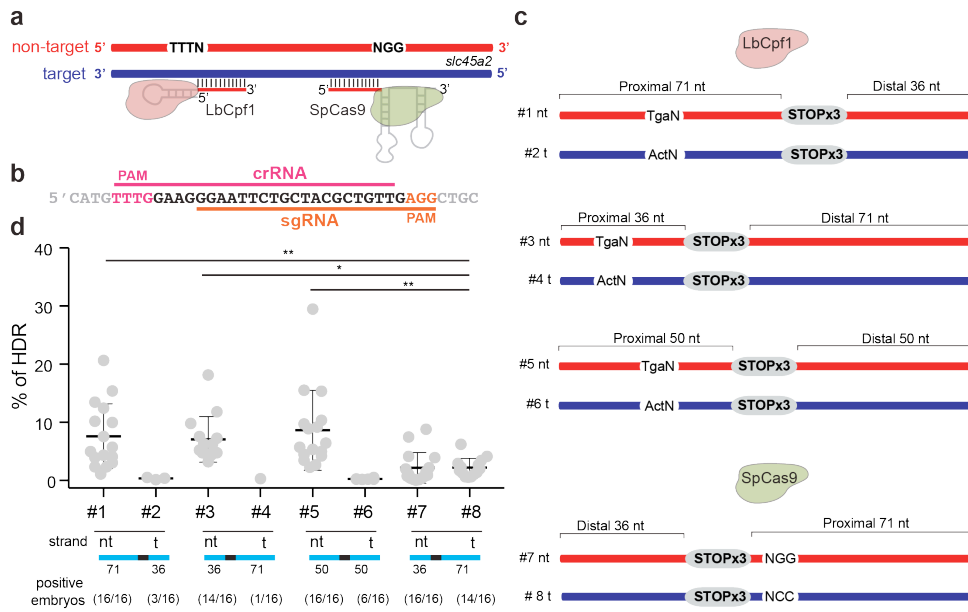 a
non-target 5' TTTN NGG 3'
slc45a2
target 3' 5'
5' LbCpf1 SpCas9 3'
b
PAM crRNA
5'CATGTTTGGAAGGGAATTCTGCTACGCTGTTGAGGCTGC
sgRNA PAM
d
% of HDR
40
30
20
10
0
** 
*
**
#1 #2 #3 #4 #5 #6 #7 #8
strand nt t nt t nt t nt t
71 36 36 71 50 50 36 71
positive
embryos (16/16) (3/16) (14/16) (1/16) (16/16) (6/16) (16/16) (14/16)
c
LbCpf1
Proximal 71 nt Distal 36 nt
#1 nt TgaN STOPx3
#2 t ActN STOPx3
Proximal 36 nt Distal 71 nt
#3 nt TgaN STOPx3
#4 t ActN STOPx3
Proximal 50 nt Distal 50 nt
#5 nt TgaN STOPx3
#6 t ActN STOPx3
SpCas9
Distal 36 nt Proximal 71 nt
#7 nt STOPx3 NGG
# 8 t STOPx3 NCC